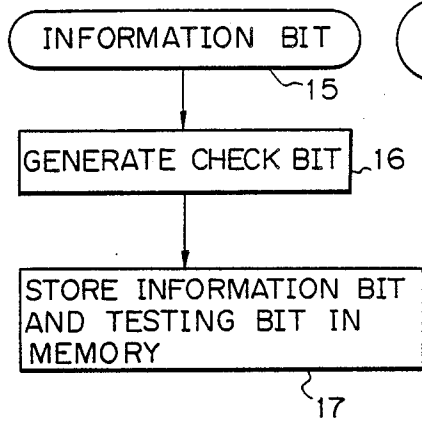 INFORMATION BIT
15
GENERATE CHECK BIT
16
STORE INFORMATION BIT
AND TESTING BIT IN
MEMORY
17